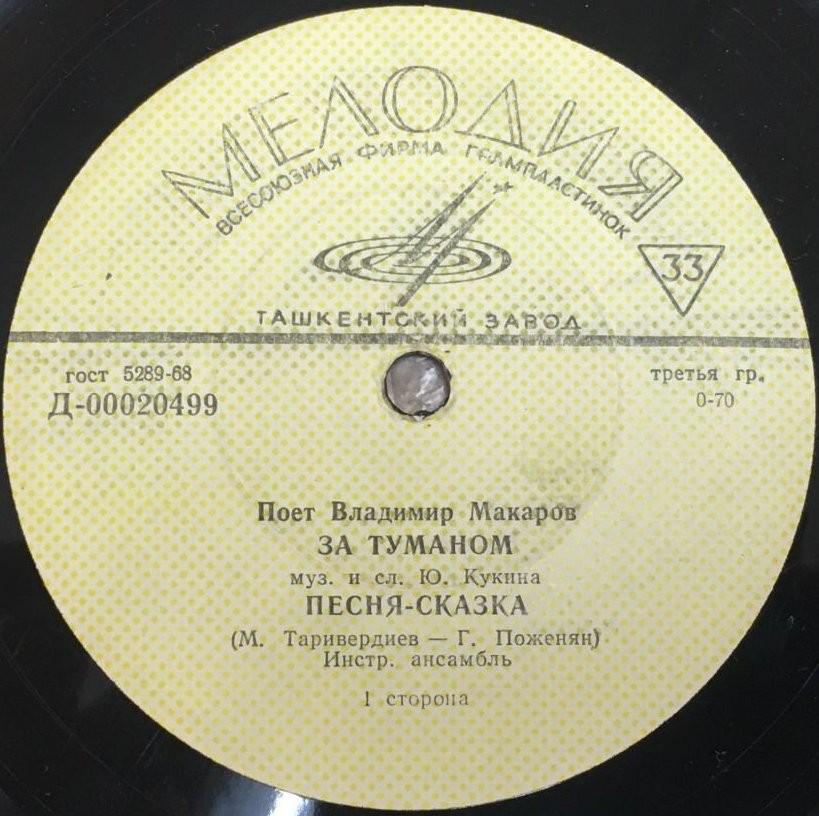 МЕЛОДИЯ
ВСЕСОЮЗНАЯ ФИРМА ГРАМПЛАСТИНОК
33
ТАШКЕНТСКИЙ ЗАВОД
гост 5289-68
третья гр.
Д-00020499
0-70
Поет Владимир Макаров
ЗА ТУМАНОМ
муз. и сл. Ю. Кукина
ПЕСНЯ-СКАЗКА
(М. Таривердиев — Г. Поженян)
Инстр. ансамбль
1 сторона